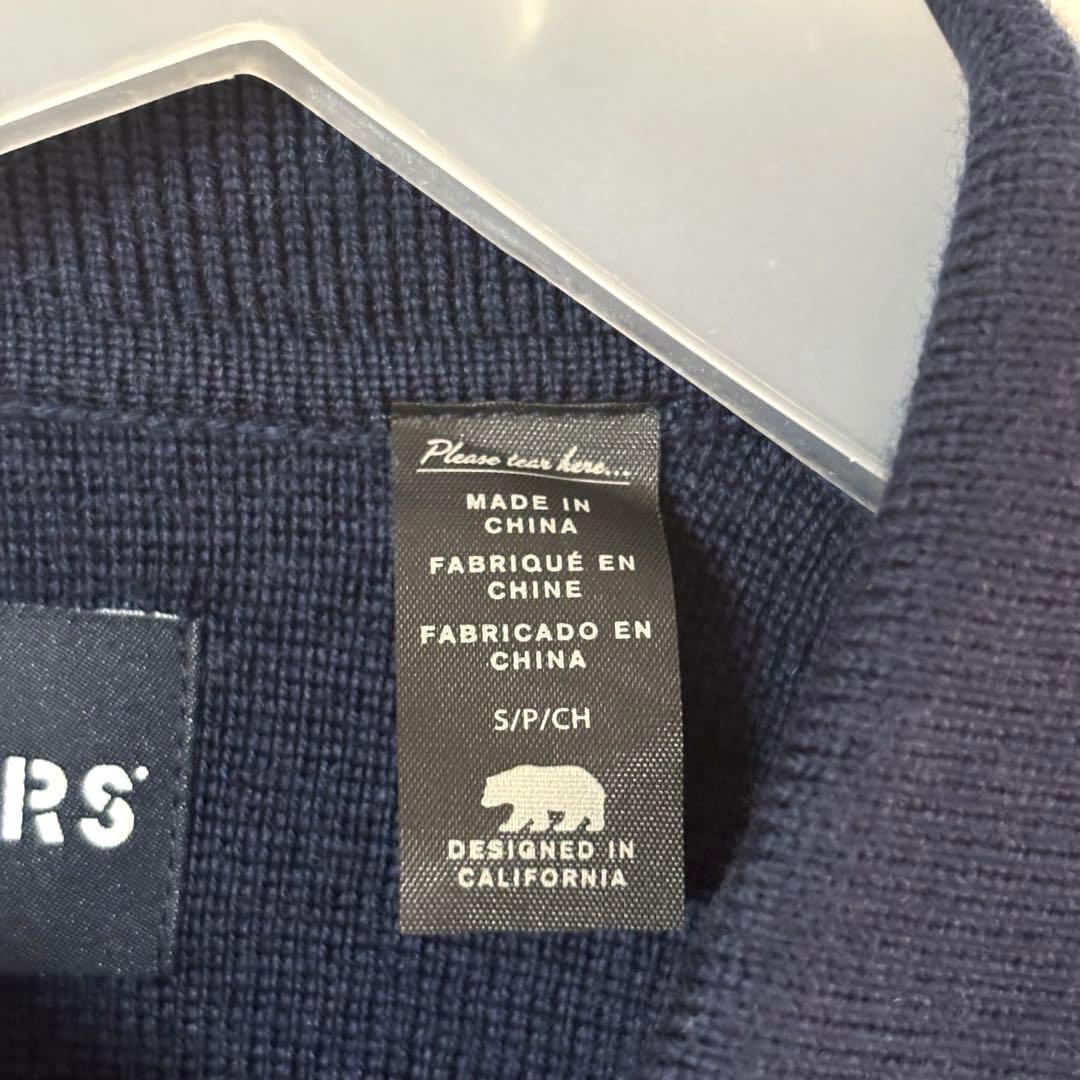 Please tear here...
MADE IN
CHINA
FABRIQUÉ EN
CHINE
FABRICADO EN
CHINA
S/P/CH
DESIGNED IN
CALIFORNIA
RS